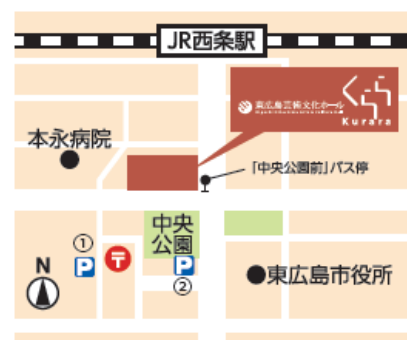 JR西条駅
くらら
東広島芸術文化ホール
Kurara
本永病院
「中央公園前」バス停
中央
公園
①
P
〒
P
②
N
東広島市役所